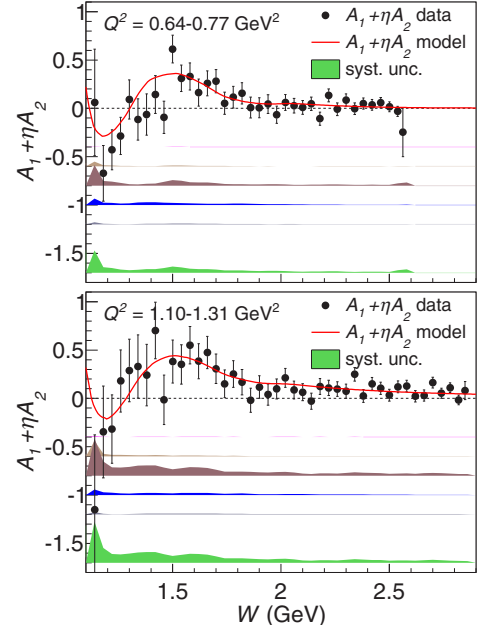 Q² = 0.64-0.77 GeV²
A₁+ηA₂ data
A₁+ηA₂ model
syst. unc.
A₁+ηA₂
1
0.5
0
-0.5
-1
-1.5
Q² = 1.10-1.31 GeV²
A₁+ηA₂ data
A₁+ηA₂ model
syst. unc.
A₁+ηA₂
1
0.5
0
-0.5
-1
-1.5
1.5 2 2.5
W (GeV)